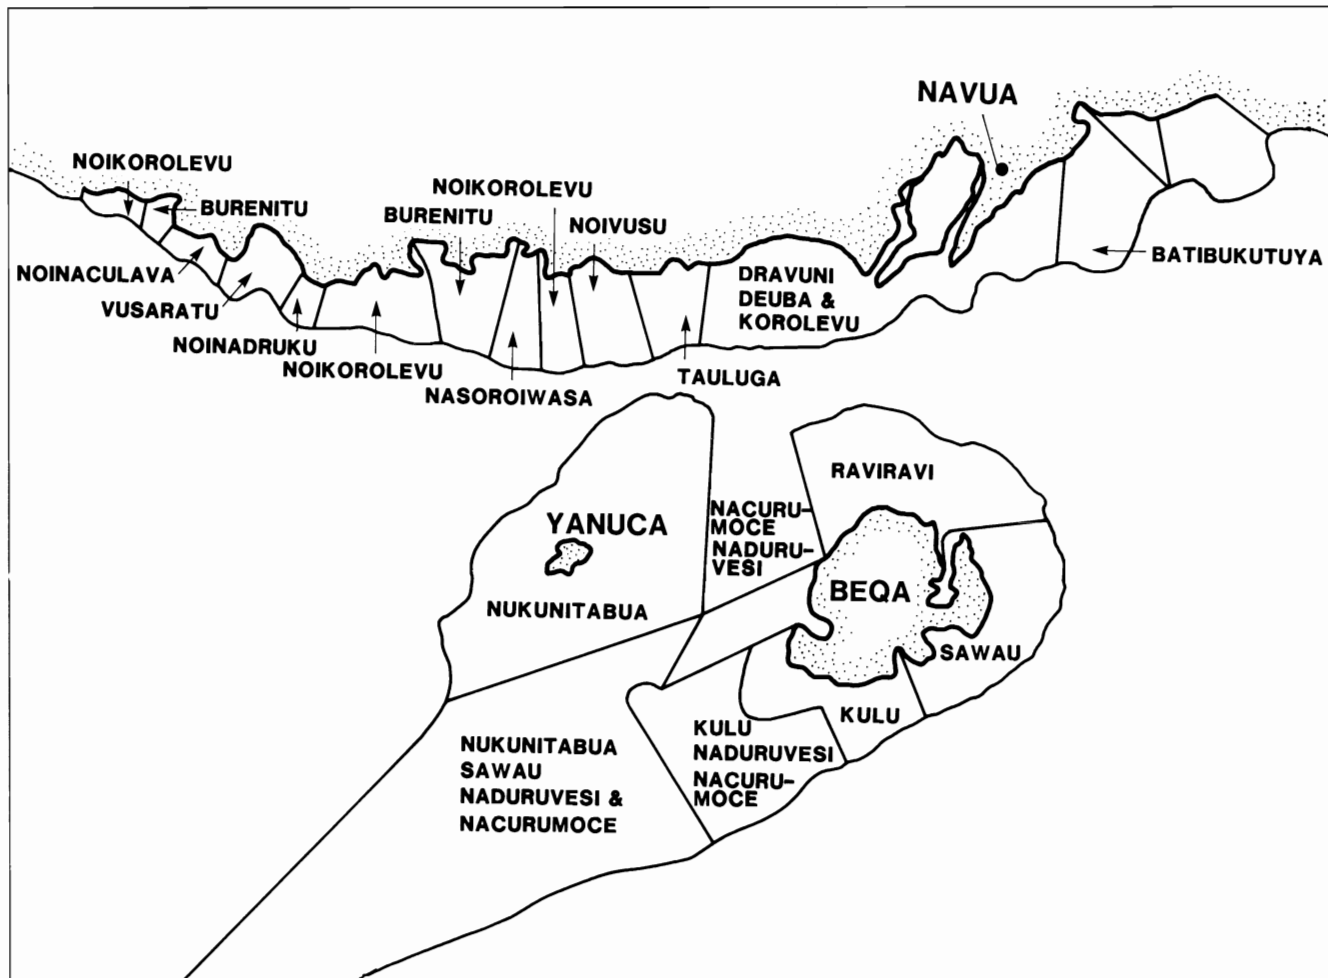 NAVUA
NOIKOROLEVU
BURENITU
NOIKOROLEVU
BURENITU
NOIVUSU
BATIBUKUTUYA
NOINACULAVA
VUSARATU
NOINADRUKU
NOIKOROLEVU
NASOROIWASA
TAULUGA
DRAVUNI
DEUBA &
KOROLEVU
RAVIRAVI
YANUCA
NACURU-
MOCE
NADURU-
VESI
BEQA
NUKUNITABUA
SAWAU
KULU
KULU
NADURUVESI
NACURU-
MOCE
NUKUNITABUA
SAWAU
NADURUVESI &
NACURUMOCE